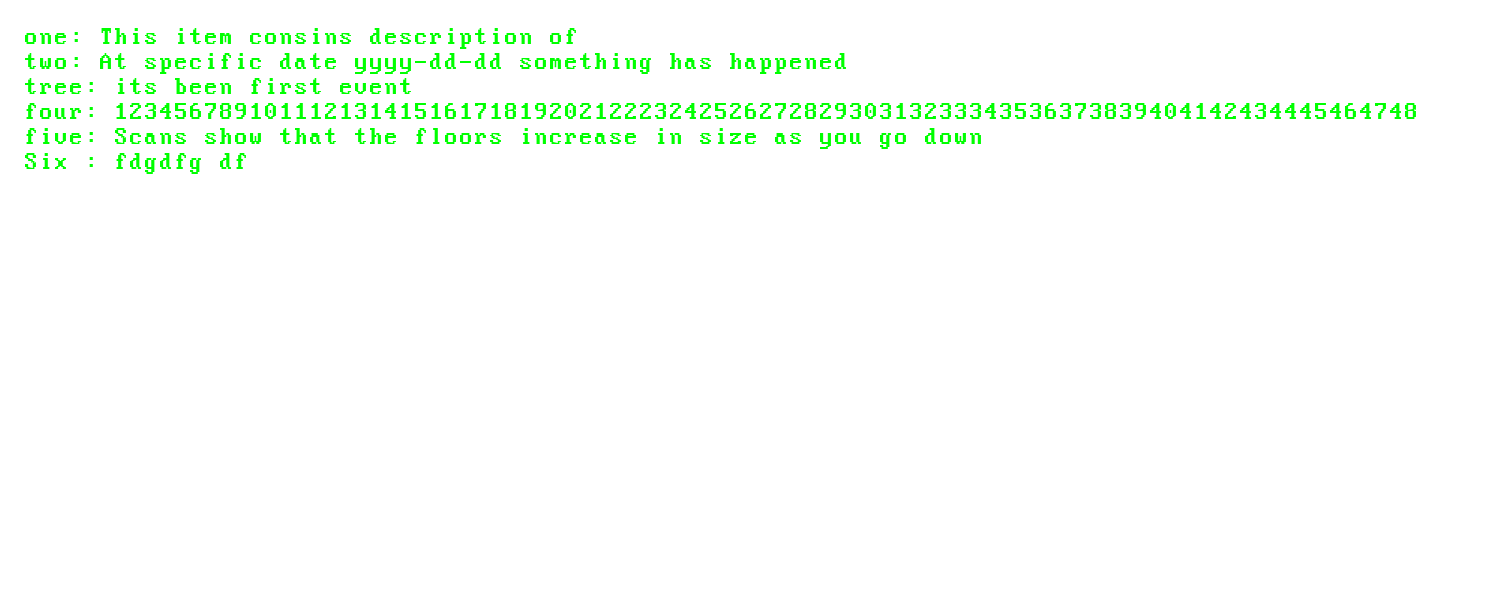 one: This item consins description of
two: At specific date yyyy-dd-dd something has happened
tree: its been first event
four: 123456789101112131415161718192021222324252627282930313233343536373839404142434445464748
five: Scans show that the floors increase in size as you go down
Six : fdgdfg df